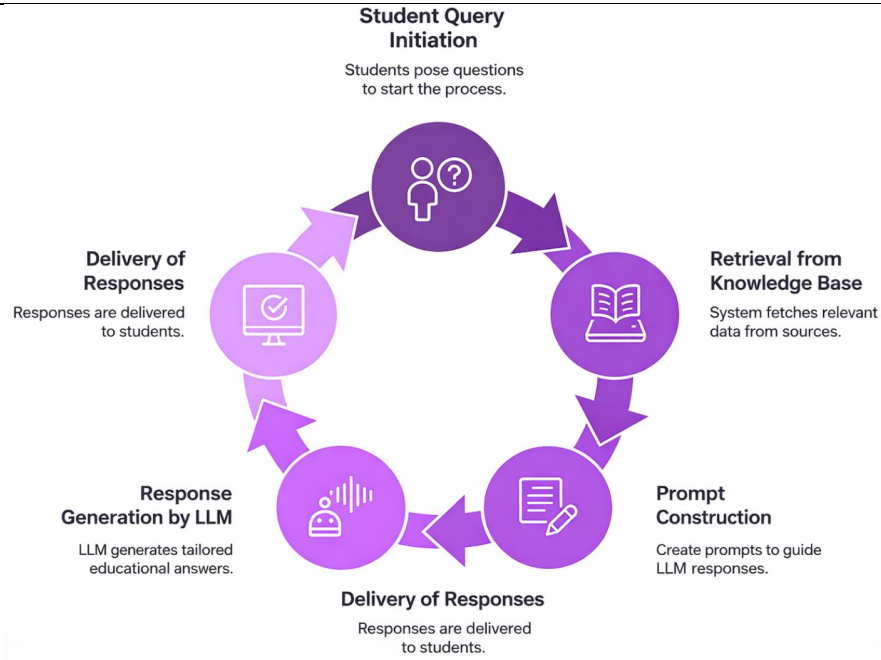 Student Query
Initiation
Students pose questions
to start the process.
?
Retrieval from
Knowledge Base
System fetches relevant
data from sources.
Prompt
Construction
Create prompts to guide
LLM responses.
Delivery of Responses
Responses are delivered
to students.
Response
Generation by LLM
LLM generates tailored
educational answers.
Delivery of
Responses
Responses are delivered
to students.